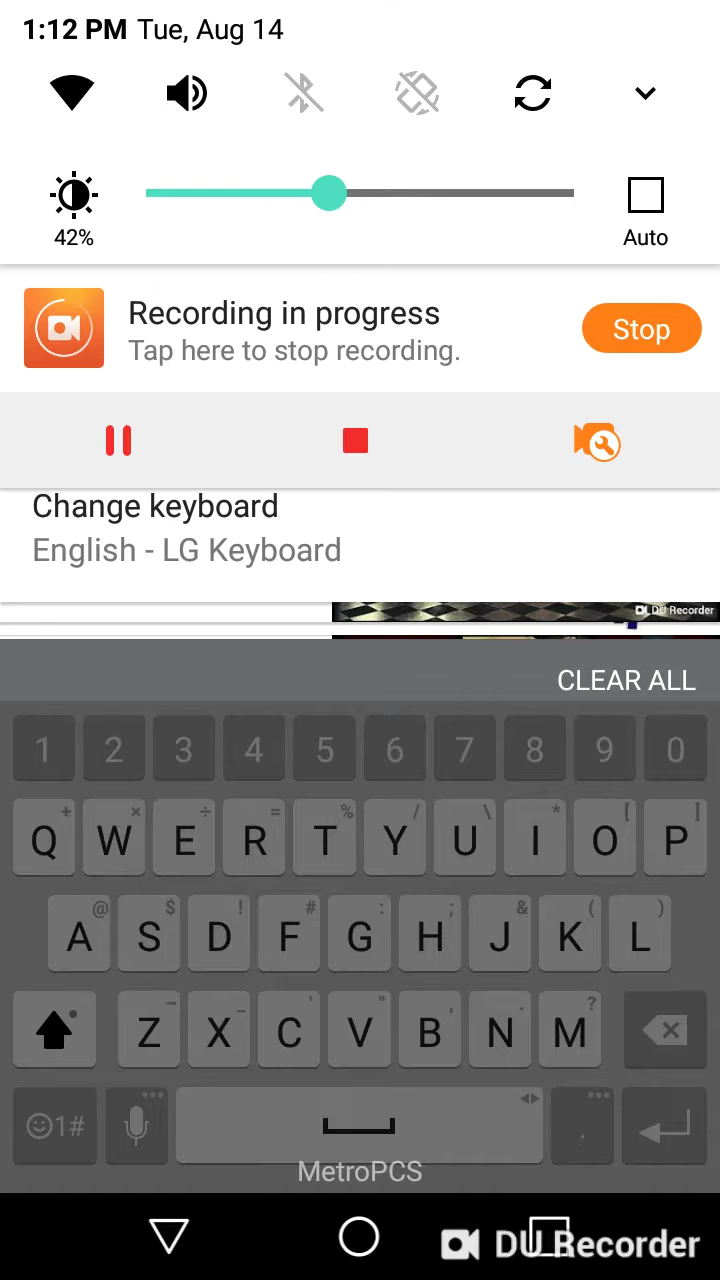 1:12 PM Tue, Aug 14
42%
Auto
Recording in progress
Tap here to stop recording.
Stop
Change keyboard
English - LG Keyboard
DU Recorder
CLEAR ALL
1 2 3 4 5 6 7 8 9 0
+ × ÷ = % / \ * [ ]
Q W E R T Y U I O P
@ $ ! # : ; & ( )
A S D F G H J K L
- _ ' " , . ?
Z X C V B N M
1# .
MetroPCS
DU Recorder